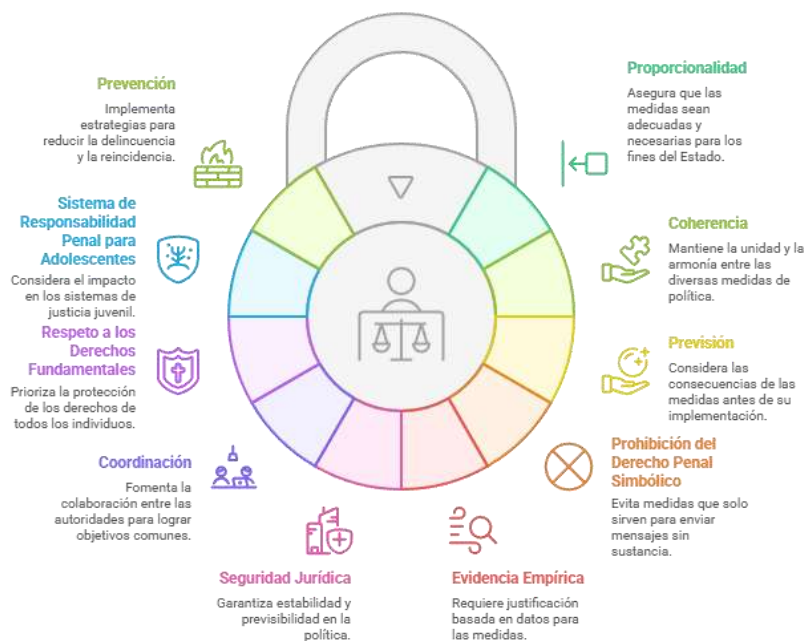 Prevención
Implementa
estrategias para
reducir la delincuencia
y la reincidencia.
Sistema de
Responsabilidad
Penal para
Adolescentes
Considera el impacto
en los sistemas de
justicia juvenil.
Respeto a los
Derechos
Fundamentales
Prioriza la protección
de los derechos de
todos los individuos.
Coordinación
Fomenta la
colaboración entre las
autoridades para lograr
objetivos comunes.
Seguridad Jurídica
Garantiza estabilidad y
previsibilidad en la
política.
Evidencia Empírica
Requiere justificación
basada en datos para
las medidas.
Proporcionalidad
Asegura que las
medidas sean
adecuadas y
necesarias para los
fines del Estado.
Coherencia
Mantiene la unidad y la
armonía entre las
diversas medidas de
política.
Previsión
Considera las
consecuencias de las
medidas antes de su
implementación.
Prohibición del
Derecho Penal
Simbólico
Evita medidas que solo
sirven para enviar
mensajes sin
sustancia.